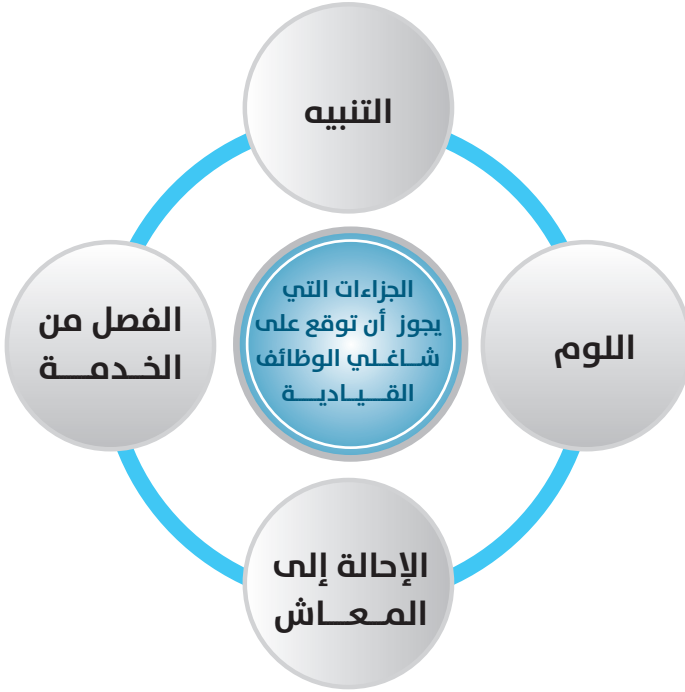 التنبيه
الجزاءات التي
يجوز أن توقع على
شاغلي الوظائف
القيادية
اللوم
الإحالة إلى
المعاش
الفصل من
الخدمة